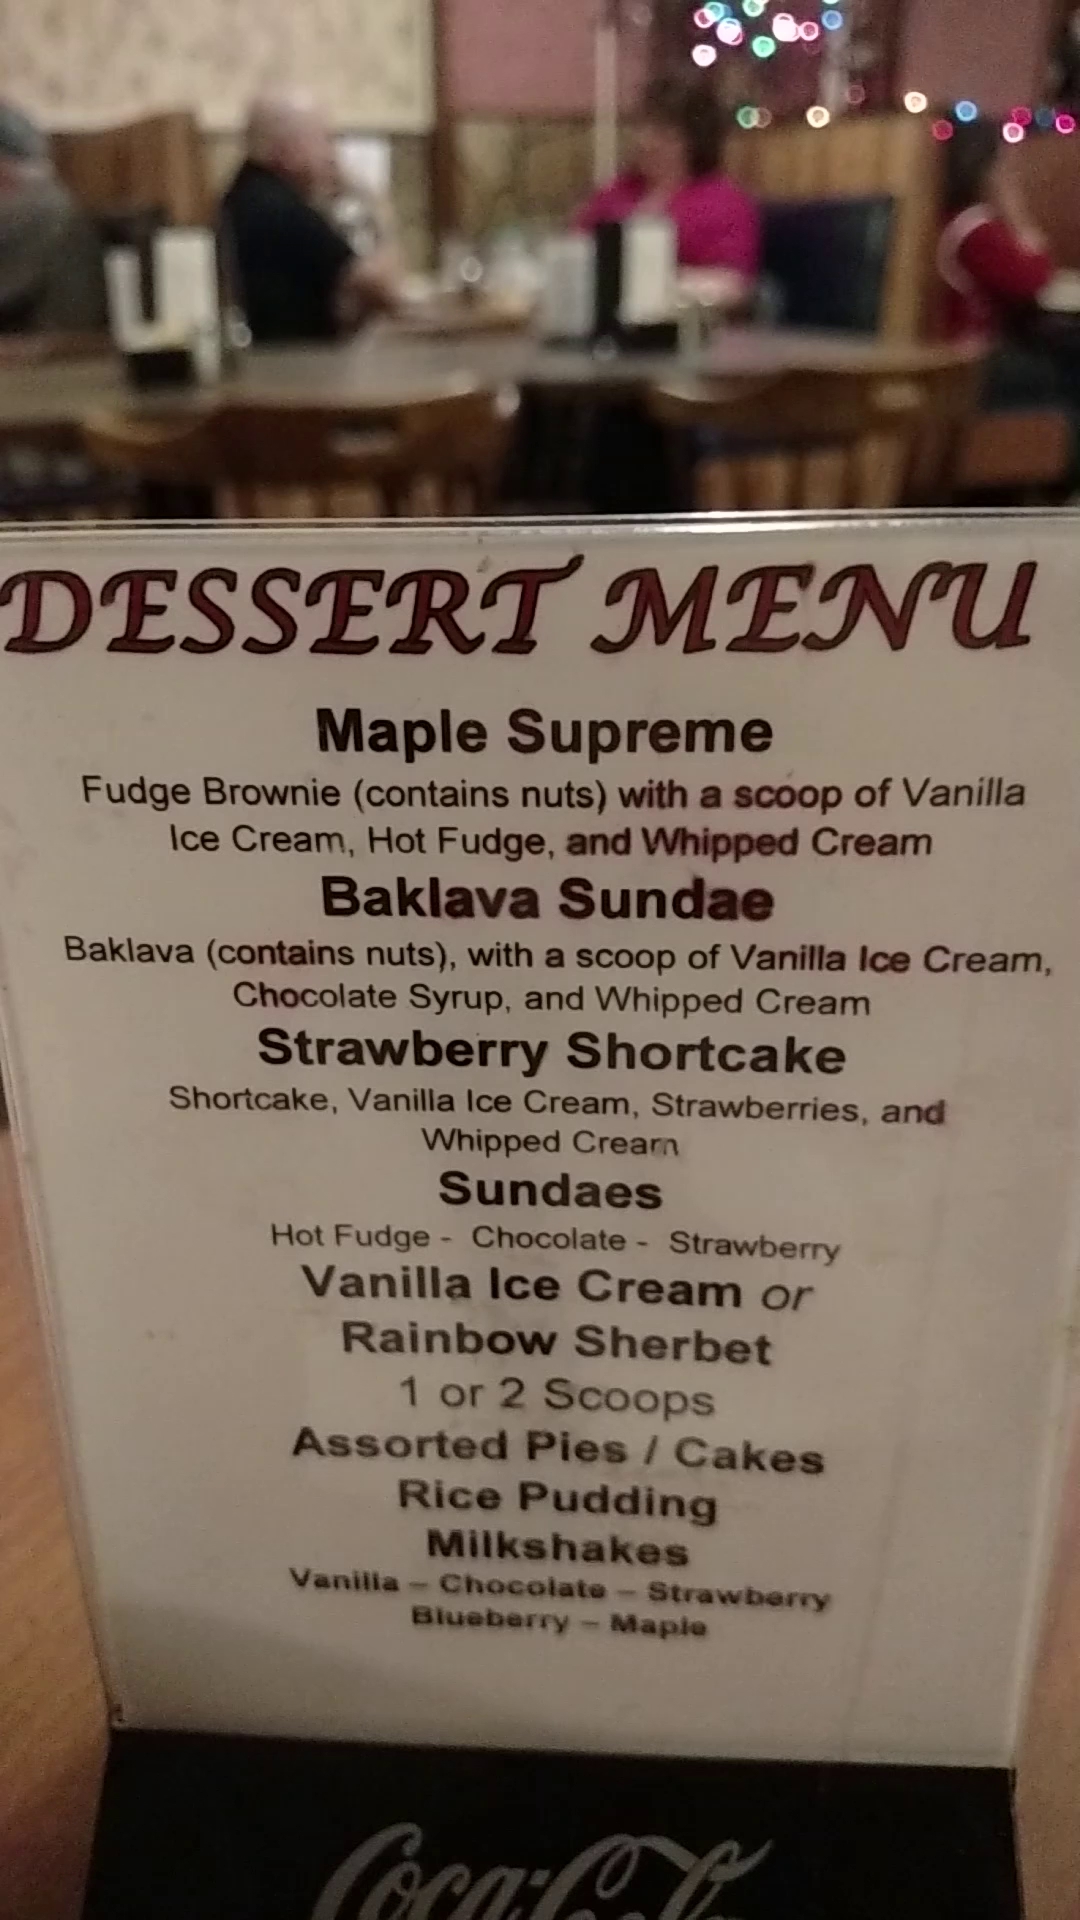 DESSERT MENU
Maple Supreme
Fudge Brownie (contains nuts) with a scoop of Vanilla
Ice Cream, Hot Fudge, and Whipped Cream
Baklava Sundae
Baklava (contains nuts), with a scoop of Vanilla Ice Cream,
Chocolate Syrup, and Whipped Cream
Strawberry Shortcake
Shortcake, Vanilla Ice Cream, Strawberries, and
Whipped Cream
Sundaes
Hot Fudge - Chocolate - Strawberry
Vanilla Ice Cream or
Rainbow Sherbet
1 or 2 Scoops
Assorted Pies / Cakes
Rice Pudding
Milkshakes
Vanilla – Chocolate – Strawberry
Blueberry – Maple
Coca-Cola